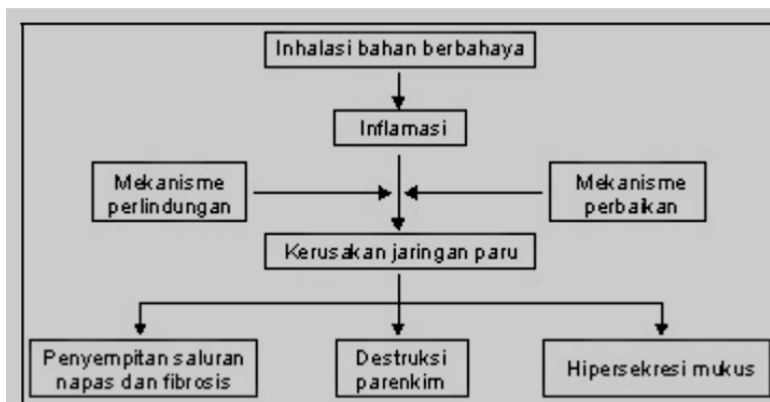 Inhalasi bahan berbahaya
Inflamasi
Mekanisme
perlindungan
Mekanisme
perbaikan
Kerusakan jaringan paru
Penyempitan saluran
napas dan fibrosis
Destruksi
parenkim
Hipersekresi mukus